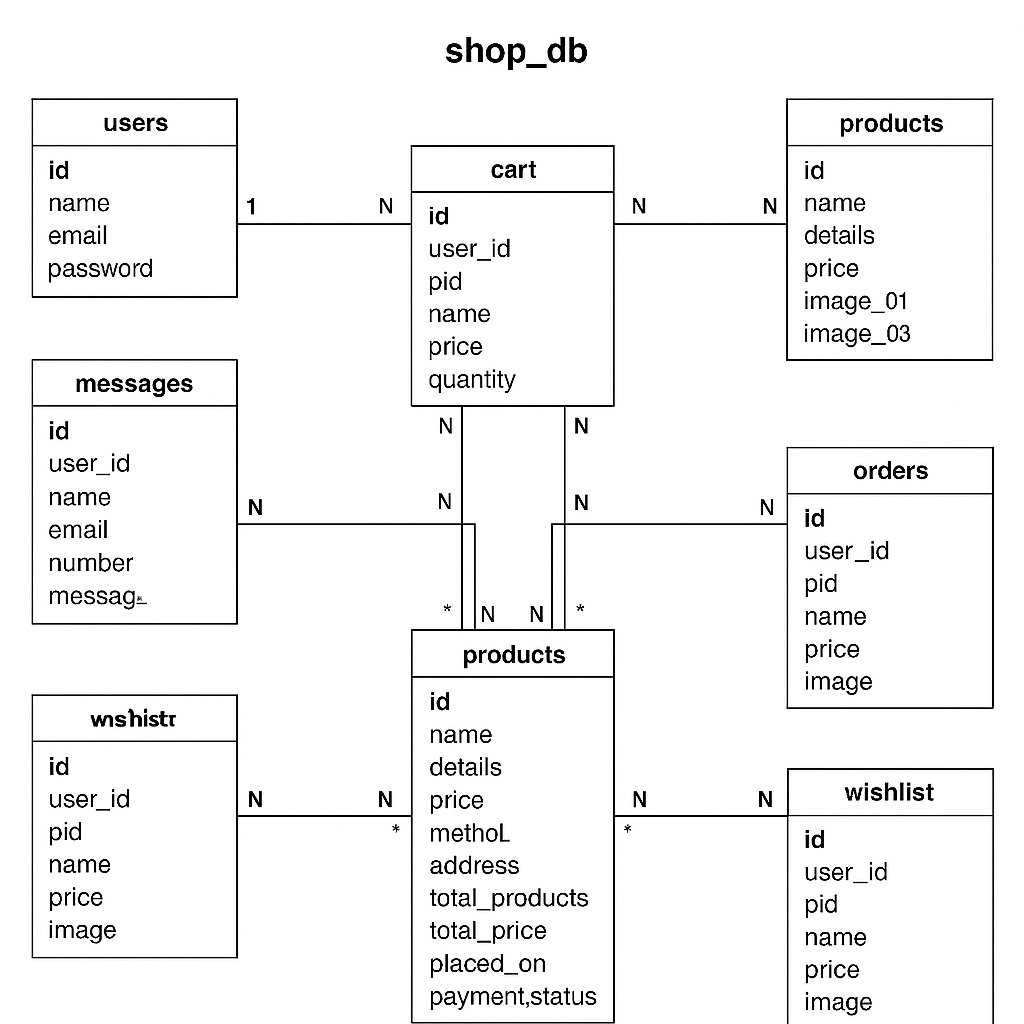 shop_db
users
id
name
email
password
1
N
cart
id
user_id
pid
name
price
quantity
N
N
products
id
name
details
price
image_01
image_03
messages
id
user_id
name
email
number
N
N
N
N
N
N
*
N
N
*
orders
id
user_id
pid
name
price
image
id
user_id
pid
name
price
image
N
N
*
products
id
name
details
price
methoL
address
total_products
total_price
placed_on
payment,status
N
*
N
wishlist
id
user_id
pid
name
price
image